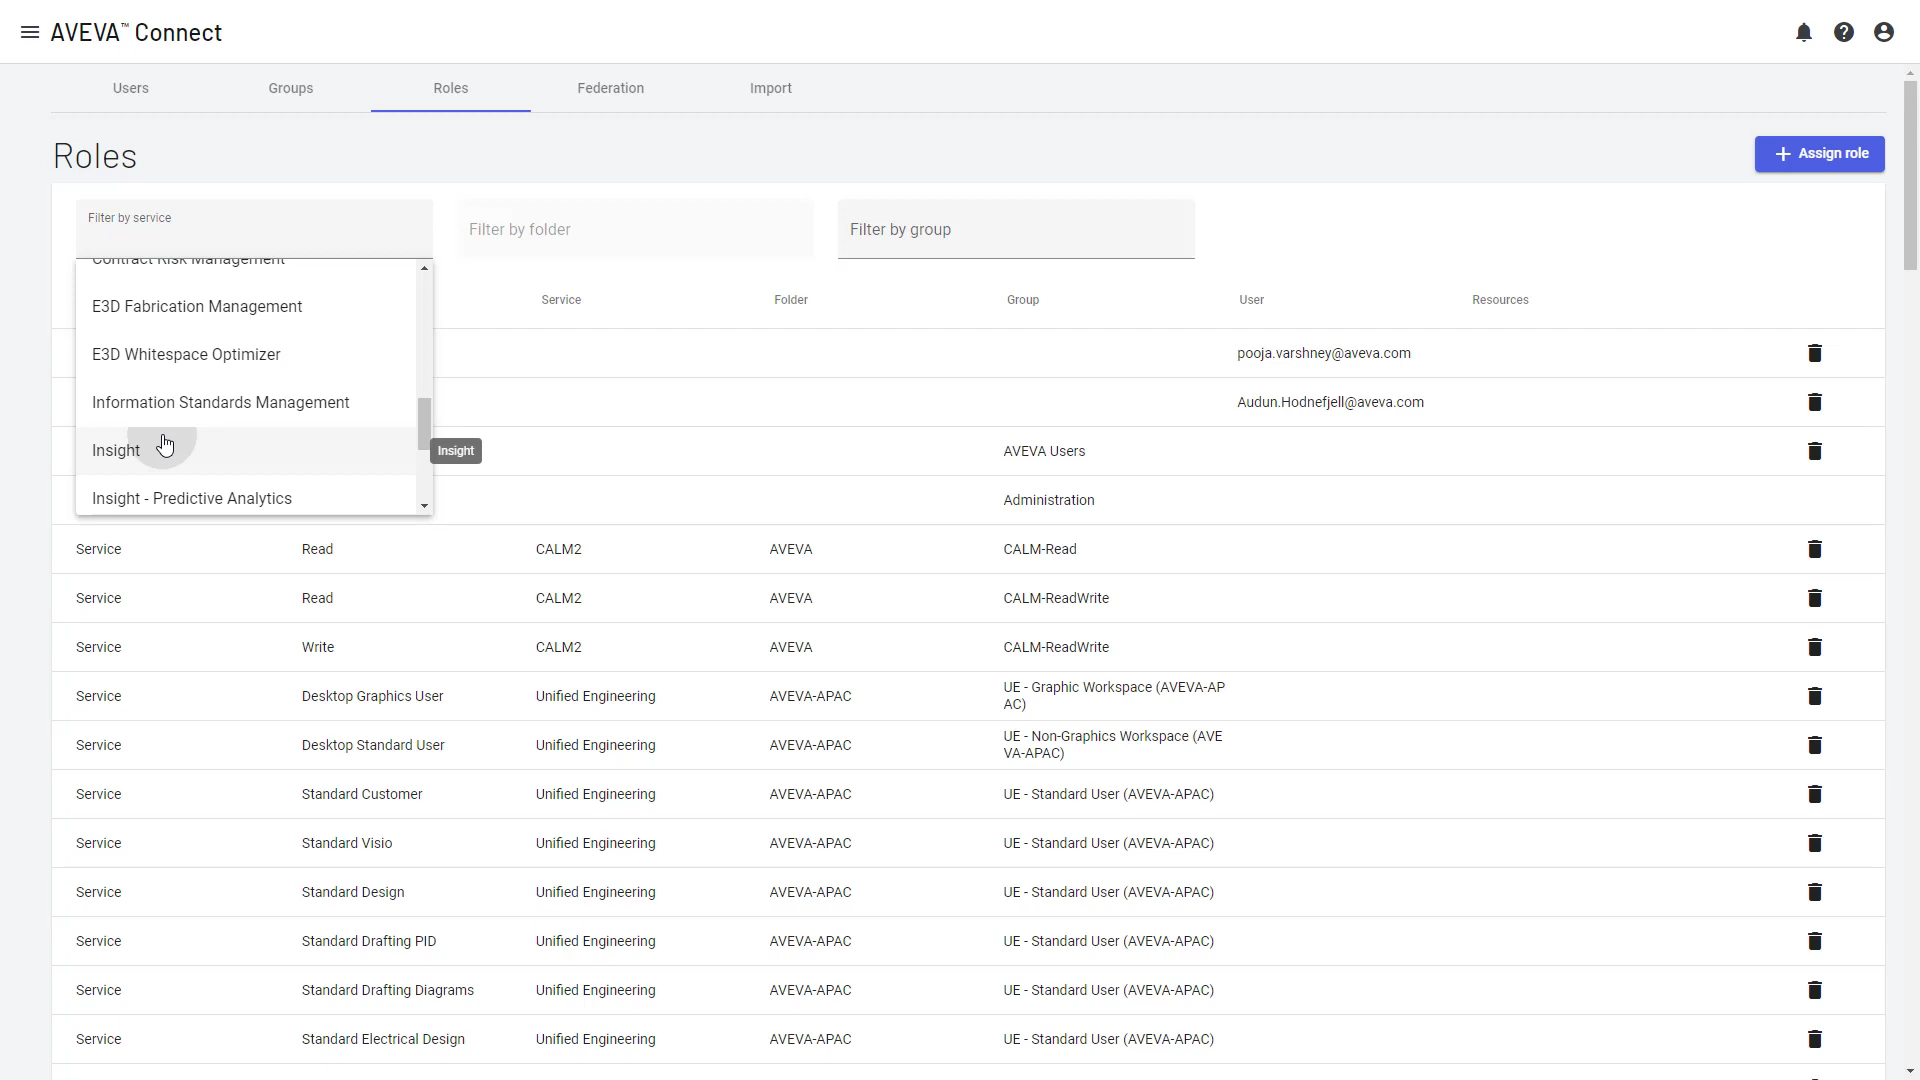 AVEVA™ Connect
Users Groups Roles Federation Import
Roles
Assign role
Filter by service
Filter by folder
Filter by group
Contract Risk Management
E3D Fabrication Management
E3D Whitespace Optimizer
Information Standards Management
Insight
Insight - Predictive Analytics
Insight
Service Folder Group User Resources
pooja.varshney@aveva.com
Audun.Hodnefjell@aveva.com
AVEVA Users
Administration
Service Read CALM2 AVEVA CALM-Read
Service Read CALM2 AVEVA CALM-ReadWrite
Service Write CALM2 AVEVA CALM-ReadWrite
Service Desktop Graphics User Unified Engineering AVEVA-APAC UE - Graphic Workspace (AVEVA-AP
AC)
Service Desktop Standard User Unified Engineering AVEVA-APAC UE - Non-Graphics Workspace (AVE
VA-APAC)
Service Standard Customer Unified Engineering AVEVA-APAC UE - Standard User (AVEVA-APAC)
Service Standard Visio Unified Engineering AVEVA-APAC UE - Standard User (AVEVA-APAC)
Service Standard Design Unified Engineering AVEVA-APAC UE - Standard User (AVEVA-APAC)
Service Standard Drafting PID Unified Engineering AVEVA-APAC UE - Standard User (AVEVA-APAC)
Service Standard Drafting Diagrams Unified Engineering AVEVA-APAC UE - Standard User (AVEVA-APAC)
Service Standard Electrical Design Unified Engineering AVEVA-APAC UE - Standard User (AVEVA-APAC)